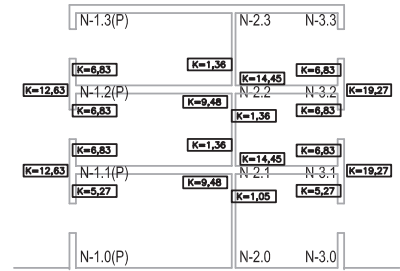 N-1.3(P) N-2.3 N-3.3
K=6,83 K=1,36 K=14,45 K=6,83
K=12,63 N-1.2(P) N-2.2 N-3.2 K=19,27
K=6,83 K=9,48 K=1,36 K=6,83
K=6,83 K=1,36 K=14,45 K=6,83
K=12,63 N-1.1(P) N-2.1 N-3.1 K=19,27
K=5,27 K=9,48 K=1,05 K=5,27
N-1.0(P) N-2.0 N-3.0